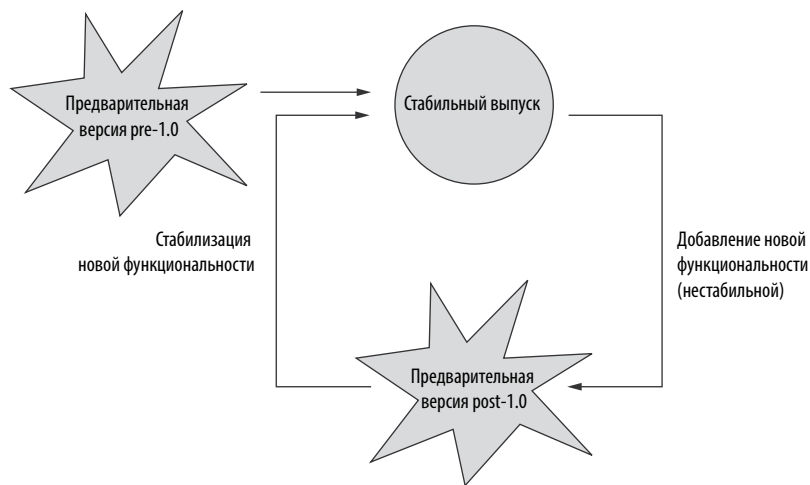 Предварительная
версия pre-1.0
Стабильный выпуск
Стабилизация
новой функциональности
Добавление новой
функциональности
(нестабильной)
Предварительная
версия post-1.0